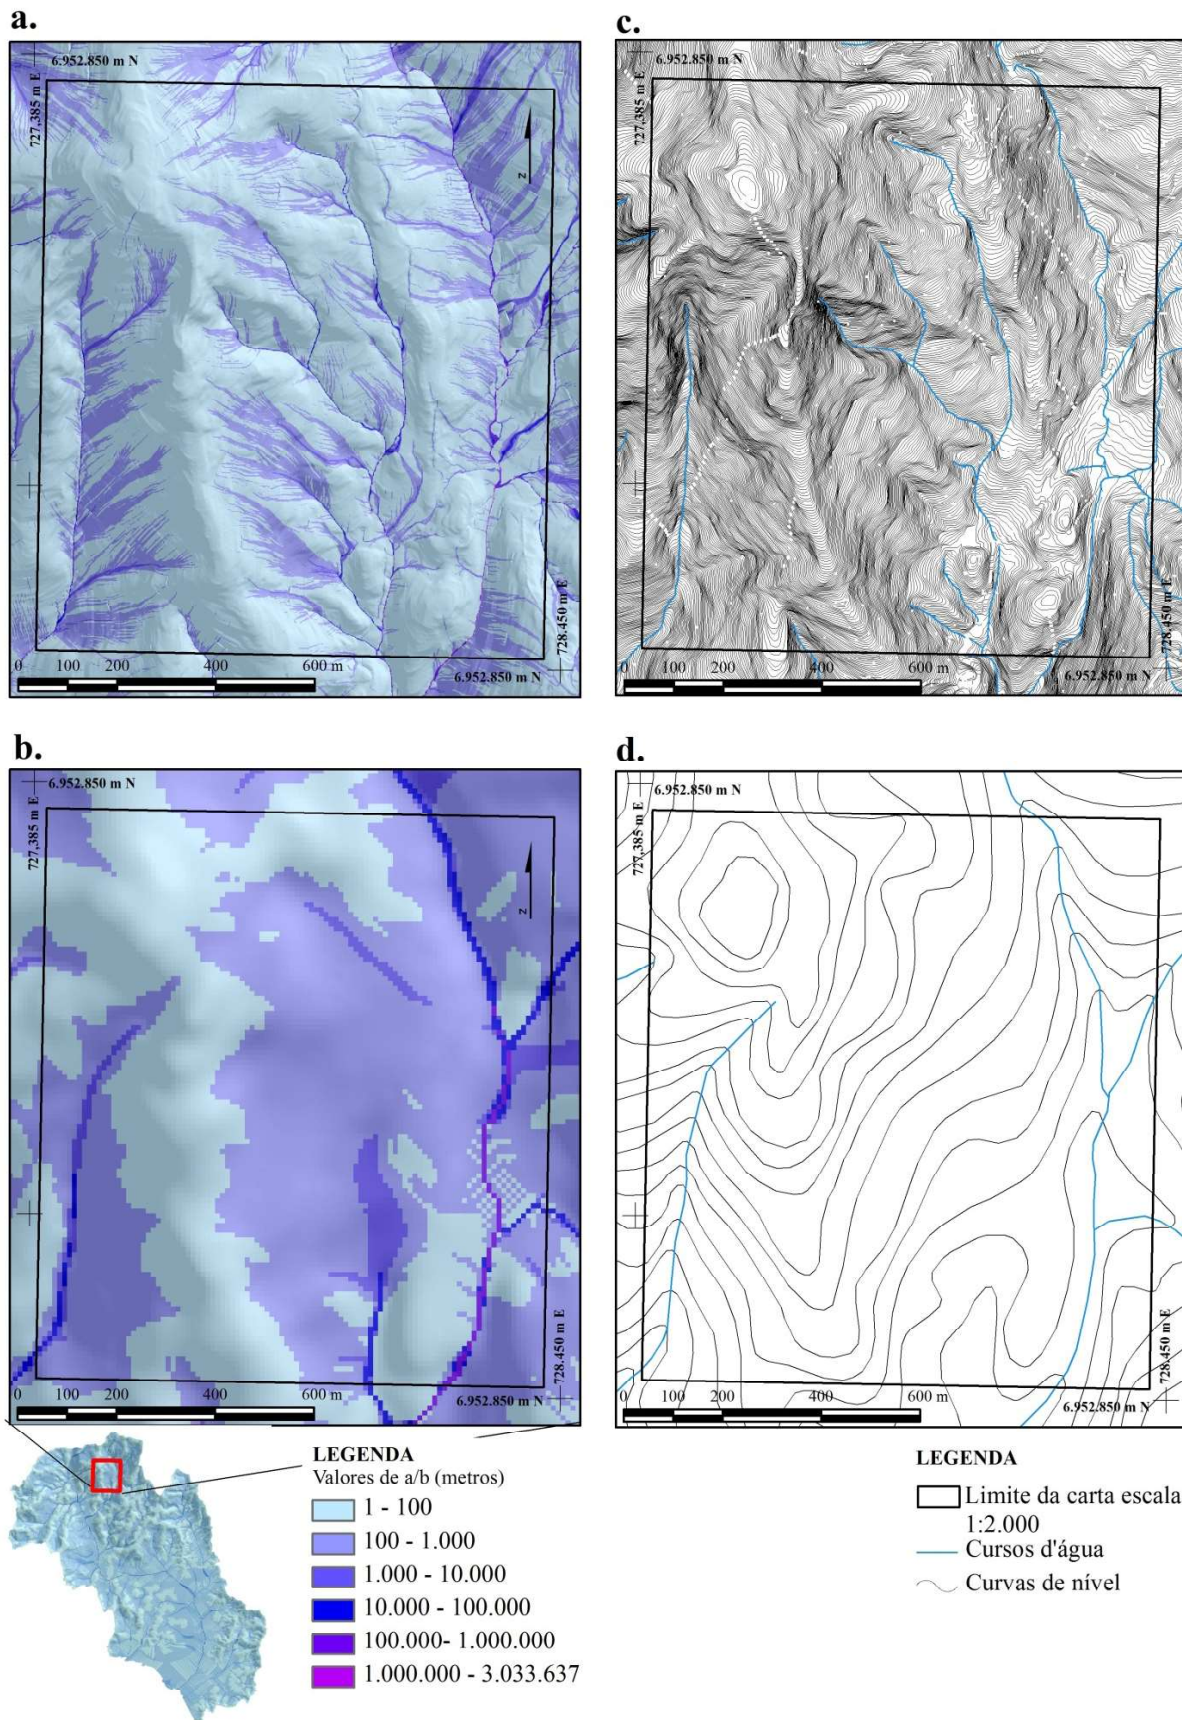 a.
6.952.850 m N
727,385 m E
z
728.450 m E
0 100 200 400 600 m
6.952.850 m N
c.
6.952.850 m N
727,385 m E
728.450 m E
0 100 200 400 600 m
6.952.850 m N
b.
6.952.850 m N
727,385 m E
z
728.450 m E
0 100 200 400 600 m
6.952.850 m N
d.
6.952.850 m N
727,385 m E
728.450 m E
0 100 200 400 600 m
6.952.850 m N
LEGENDA
Valores de a/b (metros)
1 - 100
100 - 1.000
1.000 - 10.000
10.000 - 100.000
100.000- 1.000.000
1.000.000 - 3.033.637
LEGENDA
Limite da carta escala
1:2.000
Cursos d'água
Curvas de nível